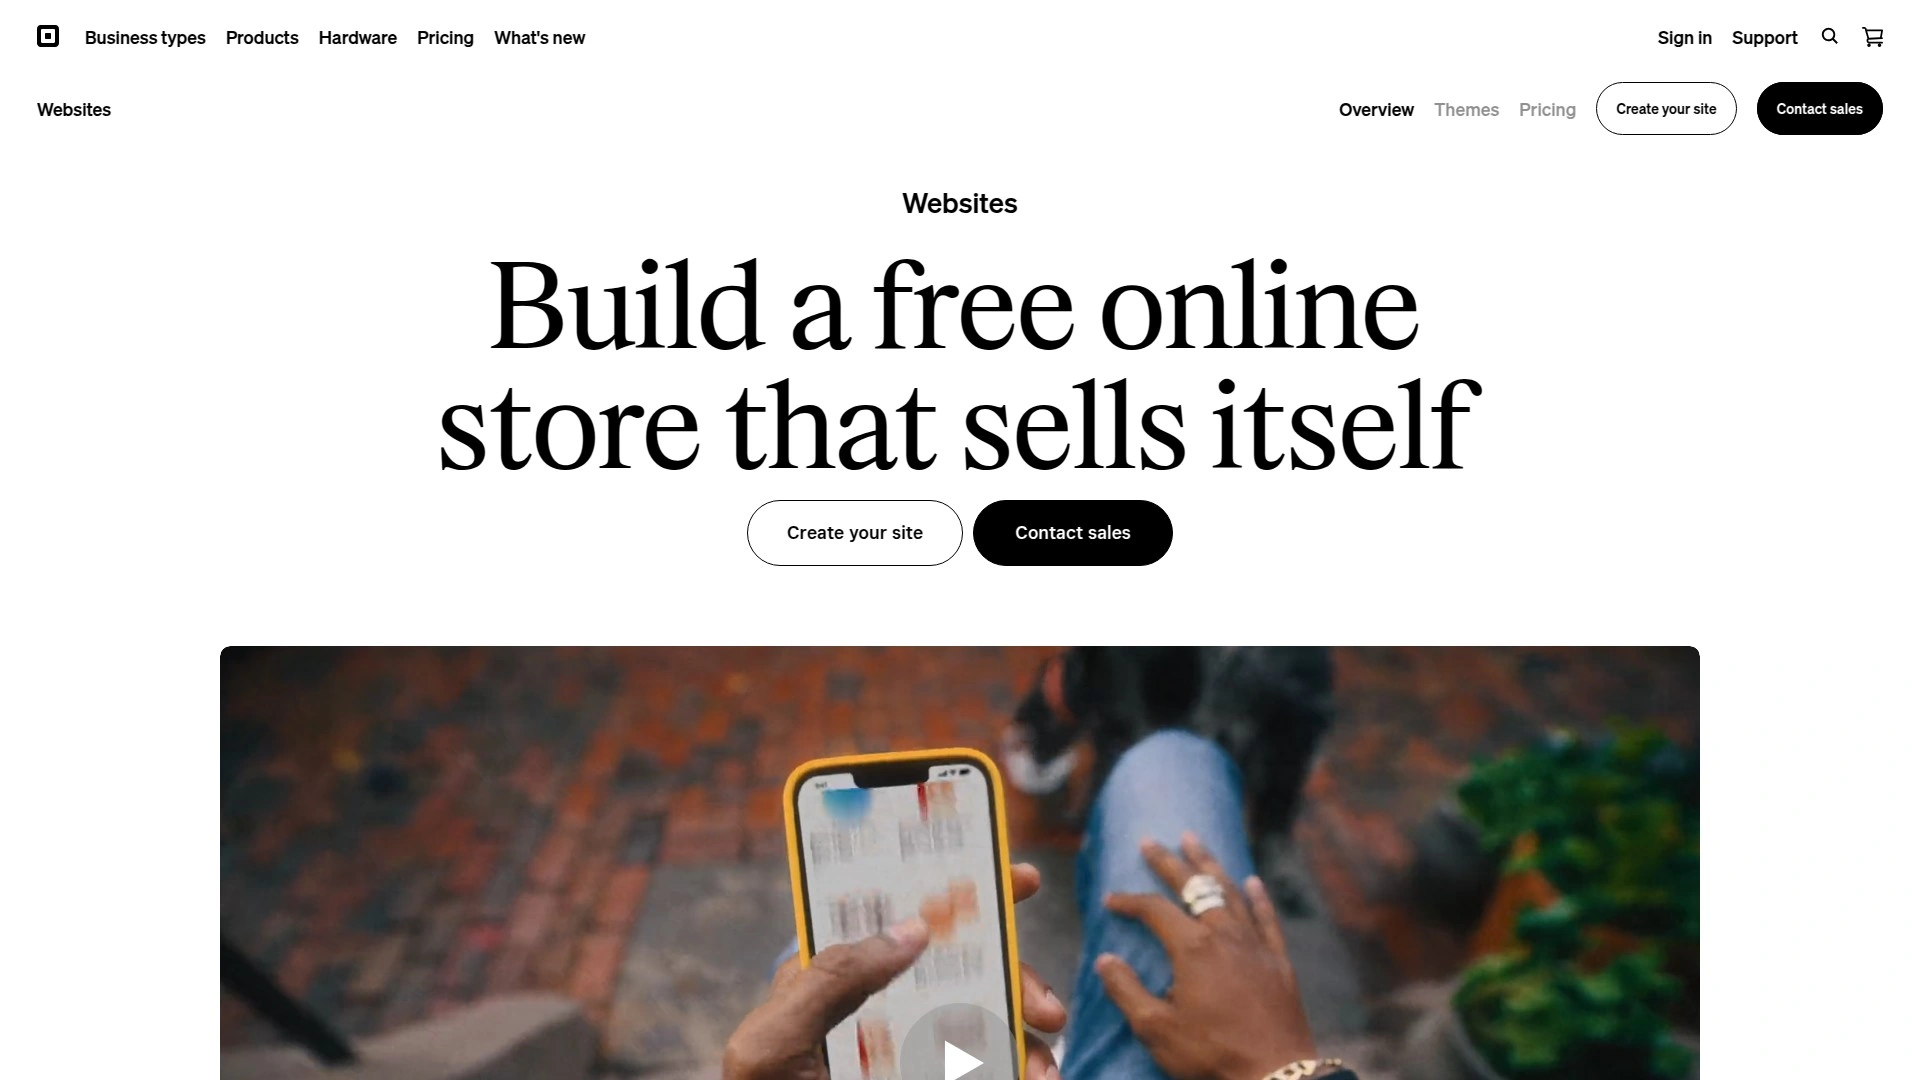 Business types Products Hardware Pricing What's new Sign in Support
Websites Overview Themes Pricing Create your site Contact sales
Websites
Build a free online
store that sells itself
Create your site Contact sales